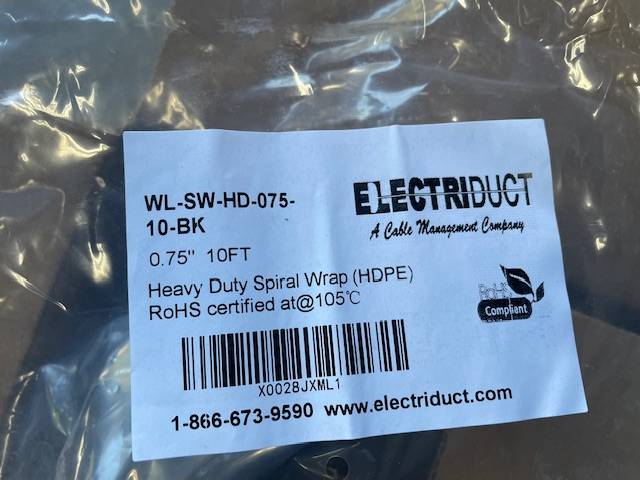 WL-SW-HD-075-
10-BK
0.75" 10FT
Heavy Duty Spiral Wrap (HDPE)
RoHS certified at@105℃
ELECTRIDUCT
A Cable Management Company
RoHS
Compliant
X0028JXML1
1-866-673-9590 www.electriduct.com